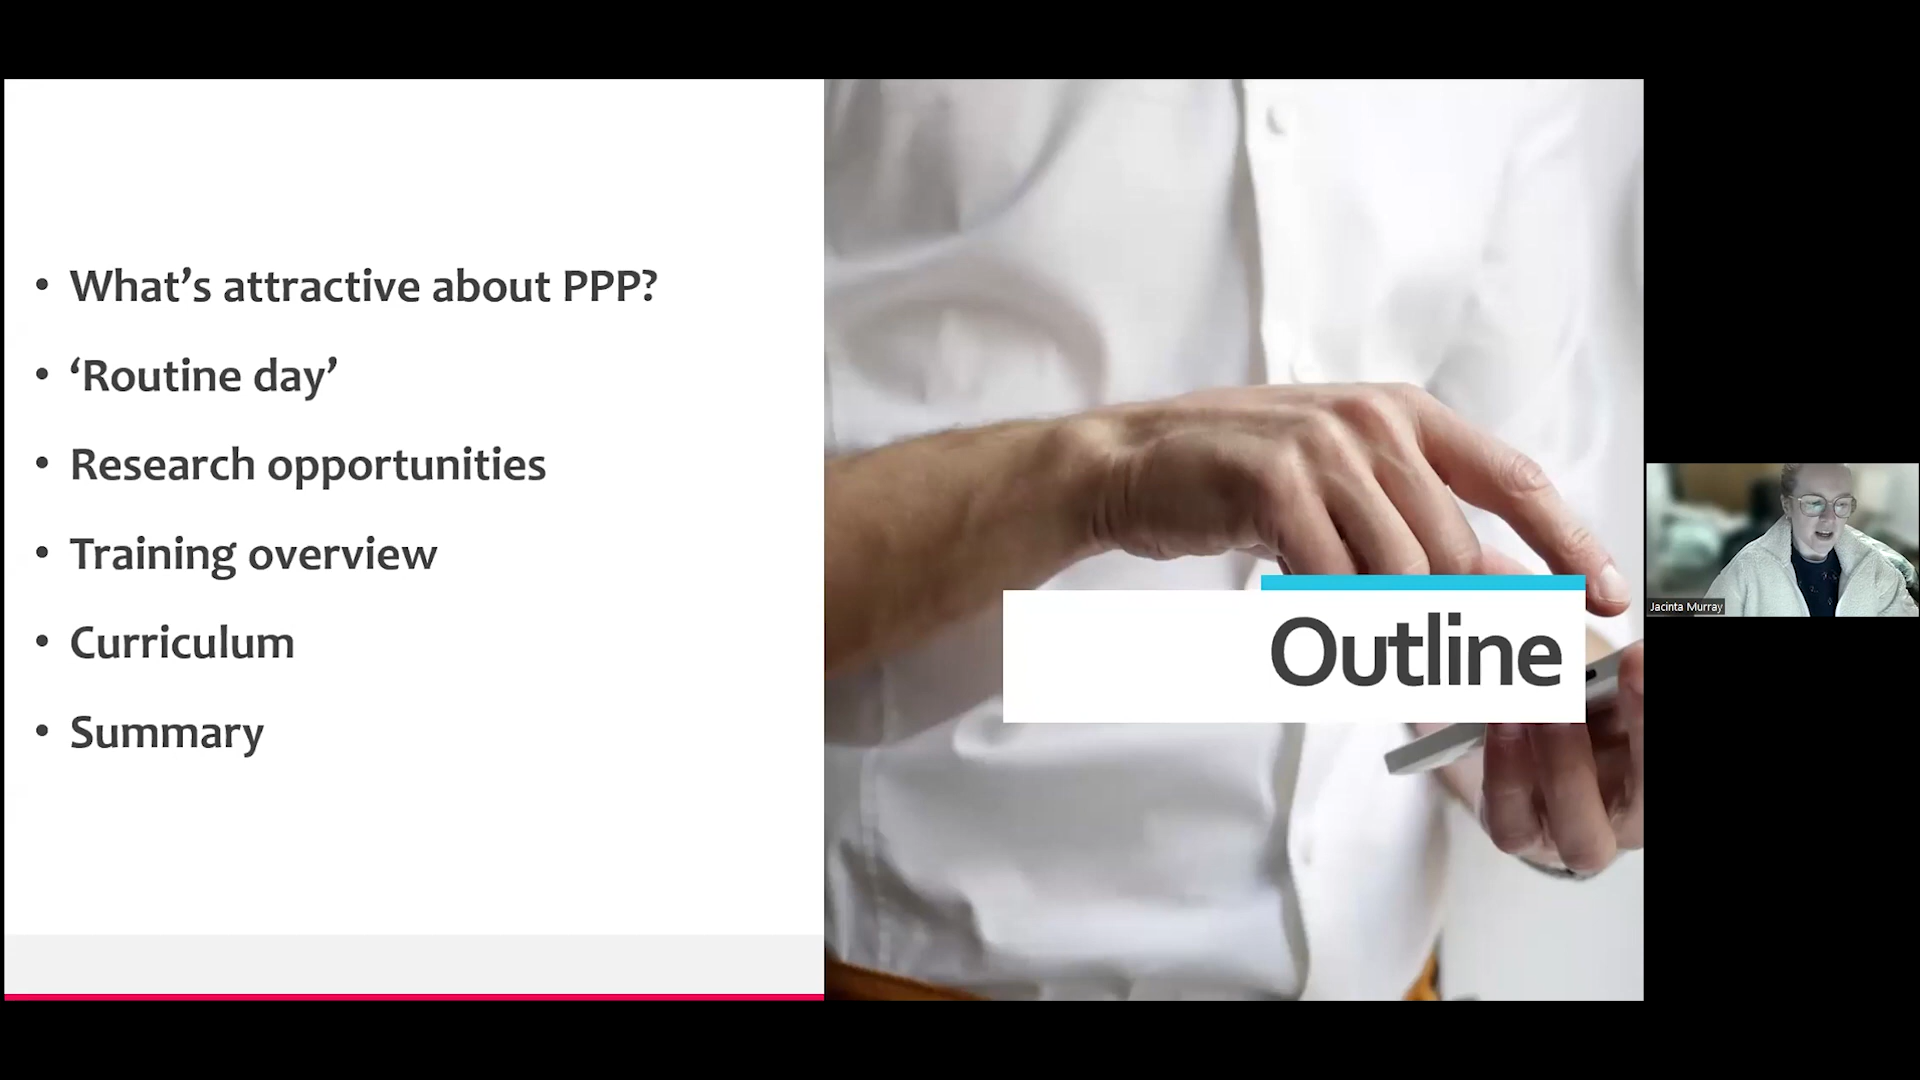 • What’s attractive about PPP?
• ‘Routine day’
• Research opportunities
• Training overview
• Curriculum
• Summary
Outline
Jacinta Murray